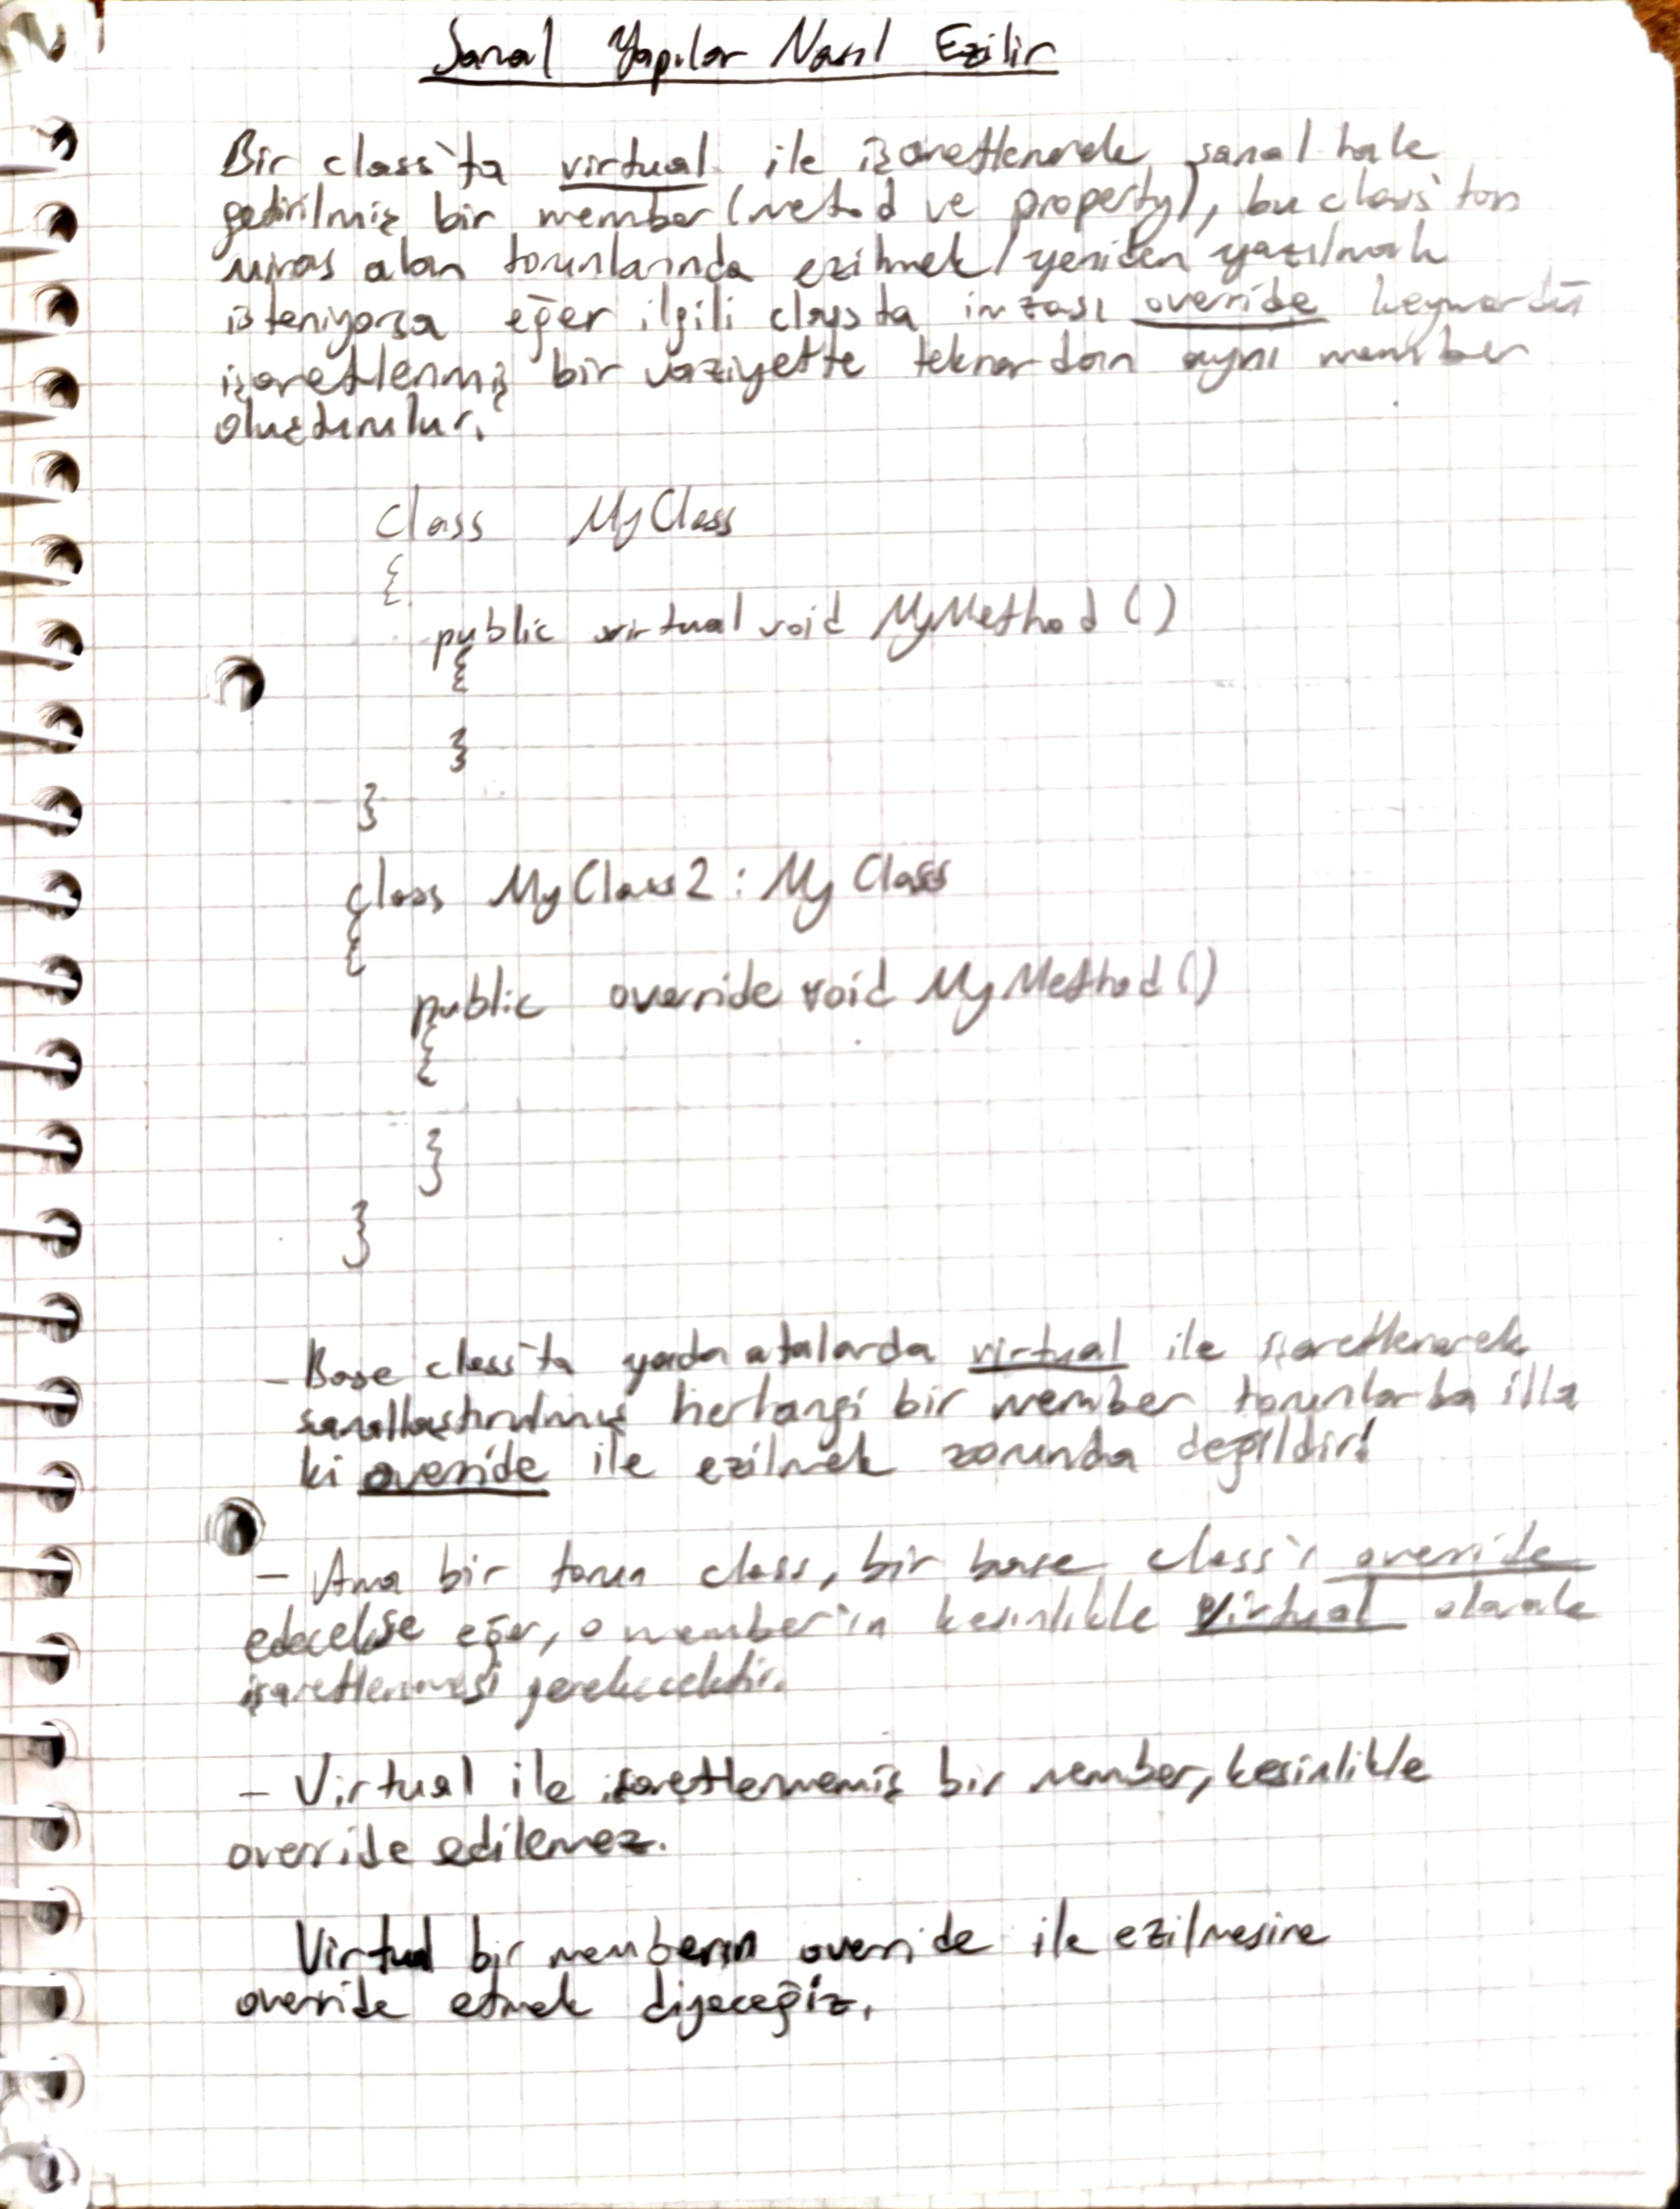 Sanal Yapılar Nasıl Ezilir
Bir class'ta virtual ile işaretlenerek sanal hale
getirilmiş bir member (metod ve property), bu class'tan
miras alan torunlarında ezilmek/yeniden yazılmak
isteniyorsa eğer ilgili classta imzası override keywordü
işaretlenmiş bir vaziyette tekrardan aynı member
oluşturulur.
class MyClass
{
public virtual void MyMethod ()
{
}
}
class MyClass2 : MyClass
{
public override void MyMethod ()
{
}
}
- Base class'ta yada atalarda virtual ile işaretlenerek
sanallaştırılmış herhangi bir member torunlarda illa
ki override ile ezilmek zorunda değildir!
- Ama bir torun class, bir base class'ı override
edecekse eğer, o member'ın kesinlikle virtual olarak
işaretlenmesi gerekecektir.
- Virtual ile işaretlenmemiş bir member, kesinlikle
override edilemez.
Virtual bir memberın override ile ezilmesine
override etmek diyeceğiz.